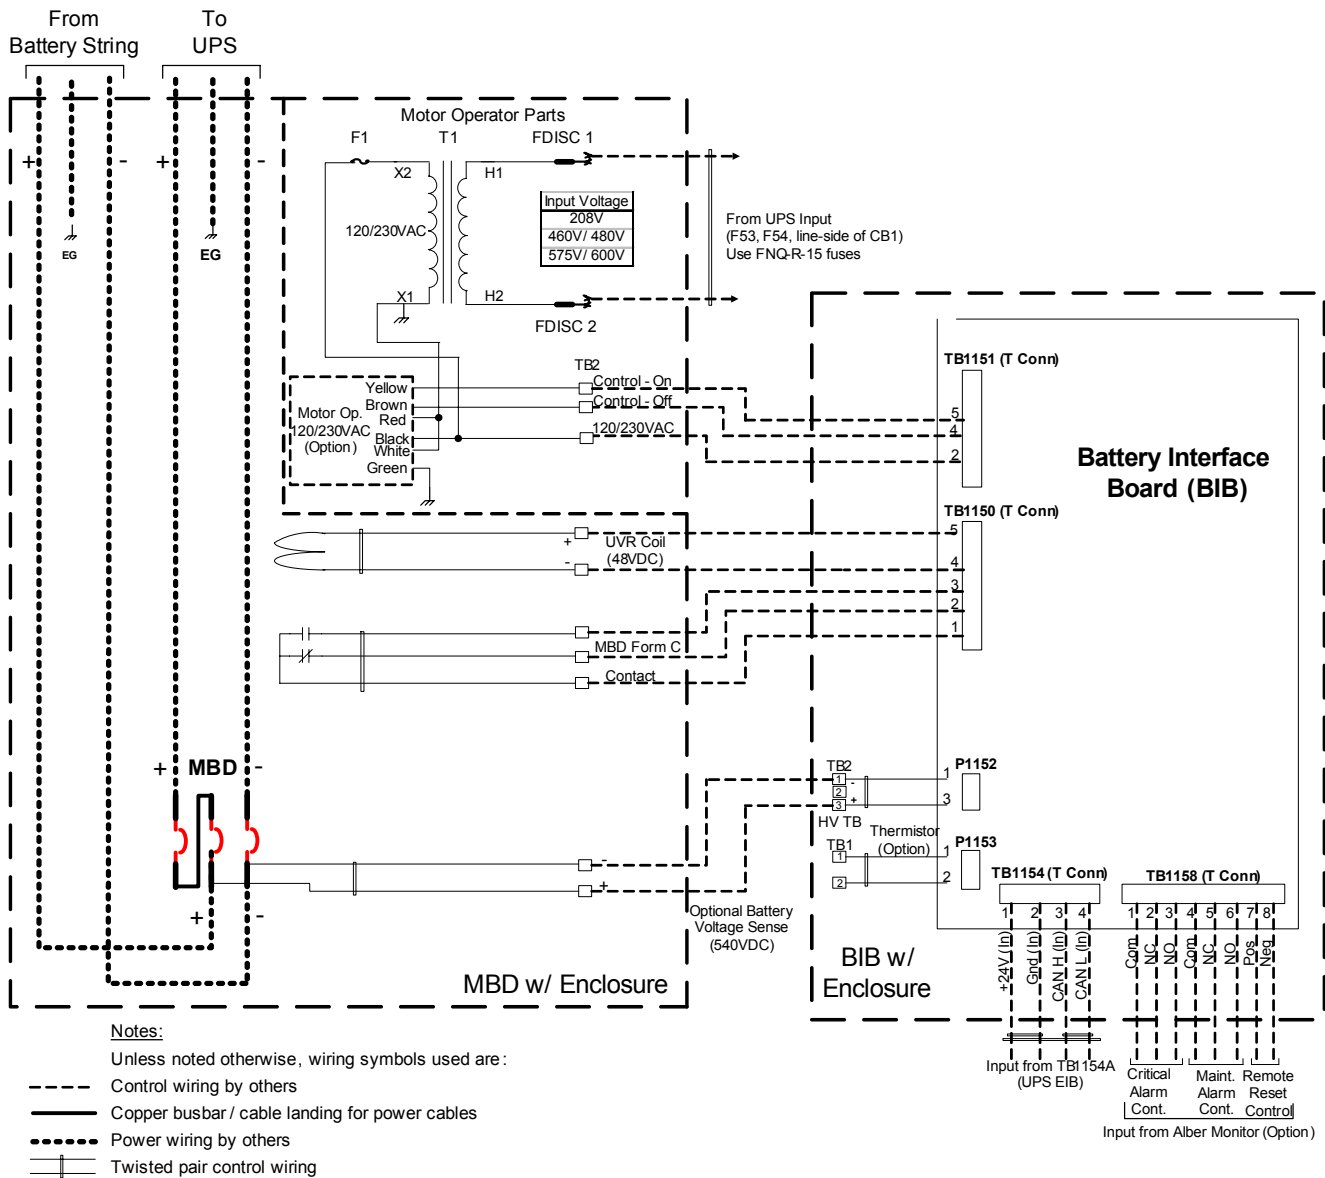 From
Battery String
To
UPS
+
-
+
-
EG
EG
Motor Operator Parts
F1
T1
FDISC 1
X2
H1
120/230VAC
Input Voltage
208V
460V/ 480V
575V/ 600V
X1
H2
FDISC 2
From UPS Input
(F53, F54, line-side of CB1)
Use FNQ-R-15 fuses
TB2
Motor Op.
120/230VAC
(Option)
Yellow
Brown
Red
Black
White
Green
Control - On
Control - Off
120/230VAC
TB1151 (T Conn)
5
4
2
Battery Interface
Board (BIB)
TB1150 (T Conn)
5
4
3
2
1
+
-
UVR Coil
(48VDC)
MBD Form C
Contact
+
MBD
-
+
-
-
+
Optional Battery
Voltage Sense
(540VDC)
MBD w/ Enclosure
TB2
1
2
3
-
+
HV TB
1
3
P1152
Thermistor
(Option)
TB1
1
2
1
2
P1153
TB1154 (T Conn)
1 2 3 4
+24V (In)
Gnd (In)
CAN H (In)
CAN L (In)
TB1158 (T Conn)
1 2 3 4 5 6 7 8
Com
NC
NO
Com
NC
NO
Pos
Neg
BIB w/
Enclosure
Input from TB1154A
(UPS EIB)
Critical
Alarm
Cont.
Maint.
Alarm
Cont.
Remote
Reset
Control
Input from Alber Monitor (Option)
Notes:
Unless noted otherwise, wiring symbols used are:
Control wiring by others
Copper busbar / cable landing for power cables
Power wiring by others
Twisted pair control wiring